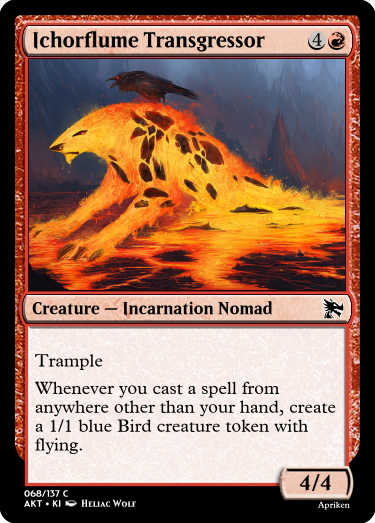 Ichorflume Transgressor 4
Creature — Incarnation Nomad
Trample
Whenever you cast a spell from
anywhere other than your hand, create
a 1/1 blue Bird creature token with
flying.
4/4
068/137 C
AKT • KI Heliac Wolf
Apriken